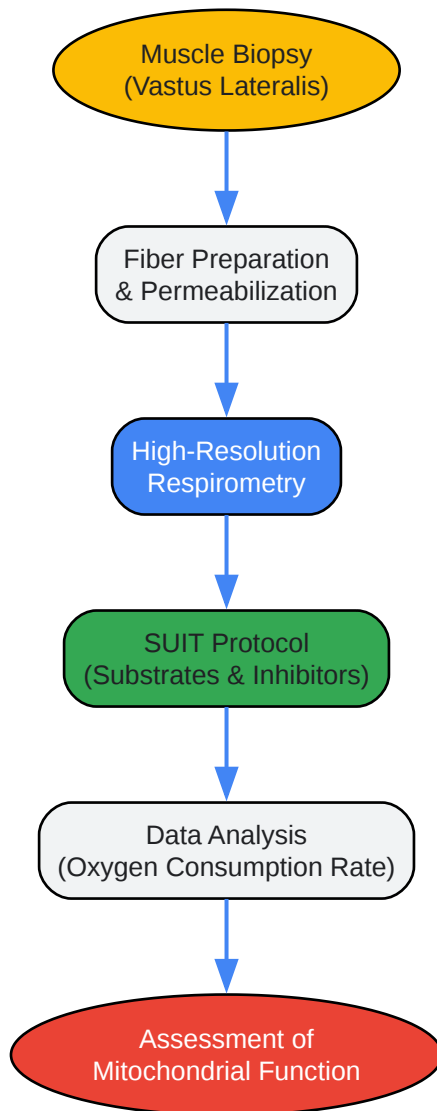 Muscle Biopsy
(Vastus Lateralis)
Fiber Preparation
& Permeabilization
High-Resolution
Respirometry
SUIT Protocol
(Substrates & Inhibitors)
Data Analysis
(Oxygen Consumption Rate)
Assessment of
Mitochondrial Function